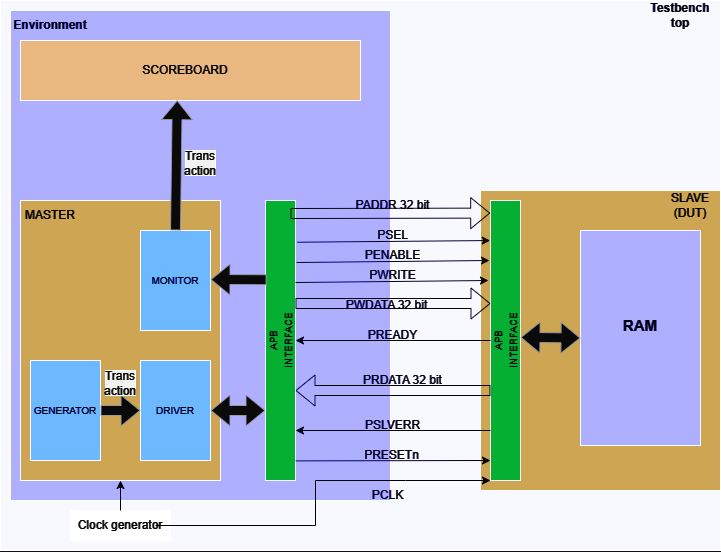 Testbench
top
Environment
SCOREBOARD
Trans
action
MASTER
MONITOR
GENERATOR
Trans
action
DRIVER
APB
INTERFACE
PADDR 32 bit
PSEL
PENABLE
PWRITE
PWDATA 32 bit
PREADY
PRDATA 32 bit
PSLVERR
PRESETn
PCLK
APB
INTERFACE
SLAVE
(DUT)
RAM
Clock generator